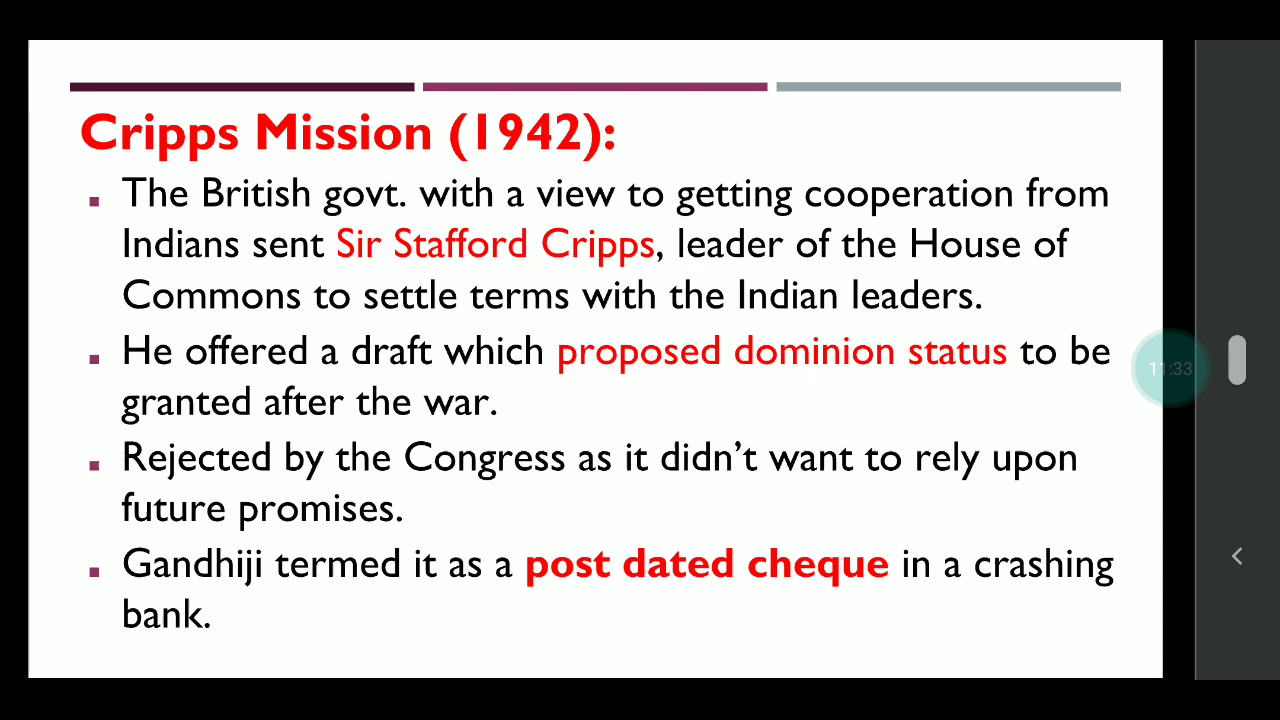 Cripps Mission (1942):
The British govt. with a view to getting cooperation from
Indians sent Sir Stafford Cripps, leader of the House of
Commons to settle terms with the Indian leaders.
He offered a draft which proposed dominion status to be
granted after the war.
Rejected by the Congress as it didn’t want to rely upon
future promises.
Gandhiji termed it as a post dated cheque in a crashing
bank.
11:33